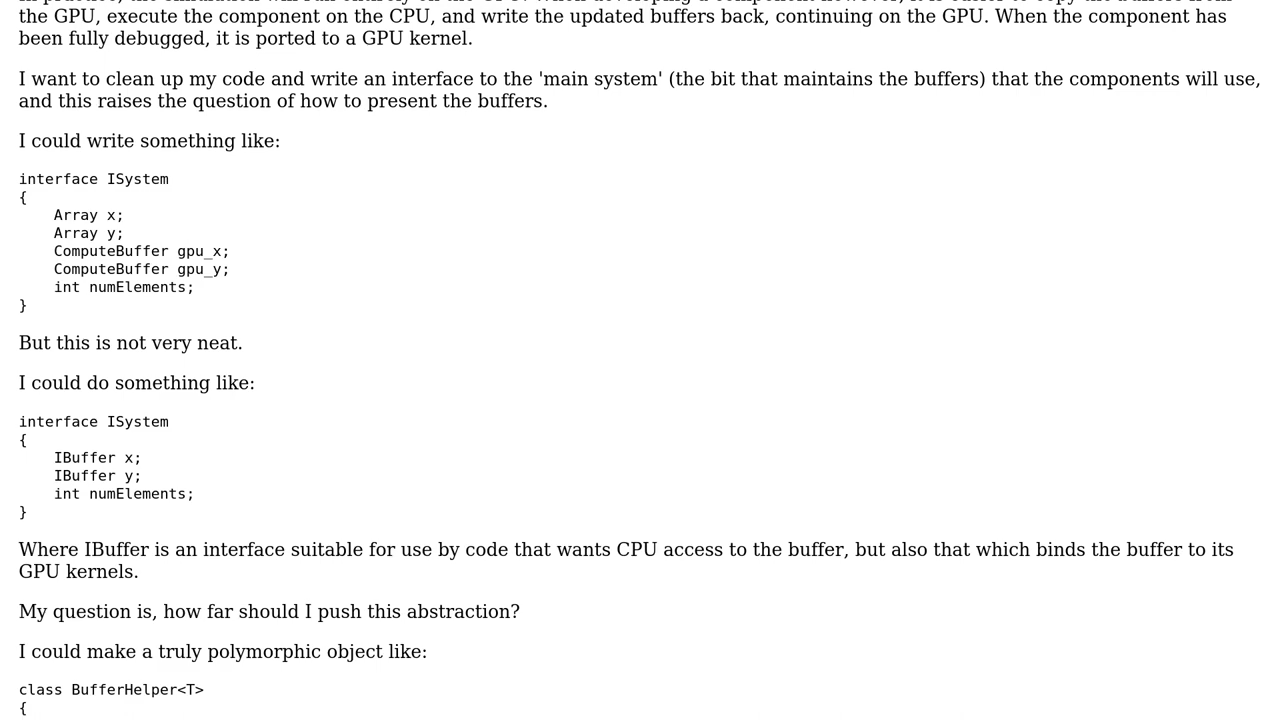 the GPU, execute the component on the CPU, and write the updated buffers back, continuing on the GPU. When the component has
been fully debugged, it is ported to a GPU kernel.
I want to clean up my code and write an interface to the 'main system' (the bit that maintains the buffers) that the components will use,
and this raises the question of how to present the buffers.
I could write something like:
interface ISystem
{
    Array x;
    Array y;
    ComputeBuffer gpu_x;
    ComputeBuffer gpu_y;
    int numElements;
}
But this is not very neat.
I could do something like:
interface ISystem
{
    IBuffer x;
    IBuffer y;
    int numElements;
}
Where IBuffer is an interface suitable for use by code that wants CPU access to the buffer, but also that which binds the buffer to its
GPU kernels.
My question is, how far should I push this abstraction?
I could make a truly polymorphic object like:
class BufferHelper<T>
{